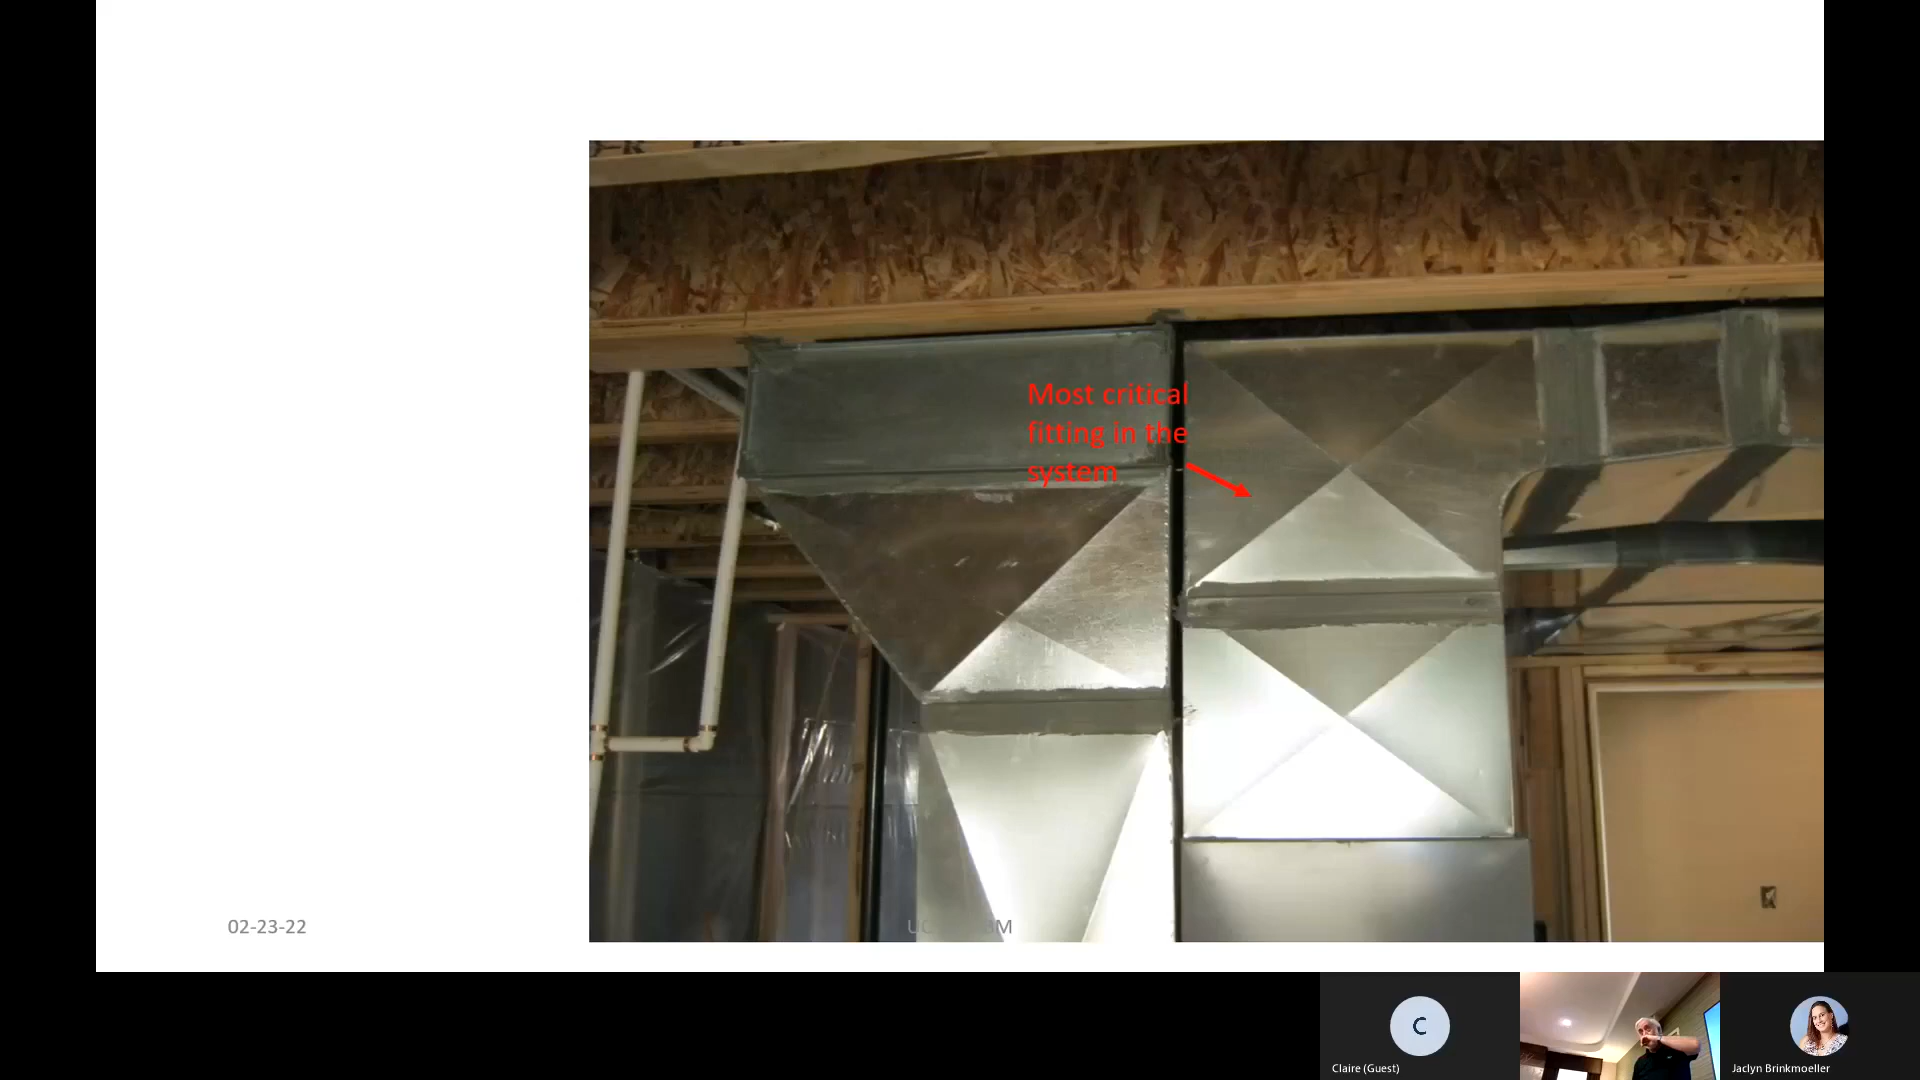 Most critical
fitting in the
system
02-23-22
C
Claire (Guest)
Jaclyn Brinkmoeller